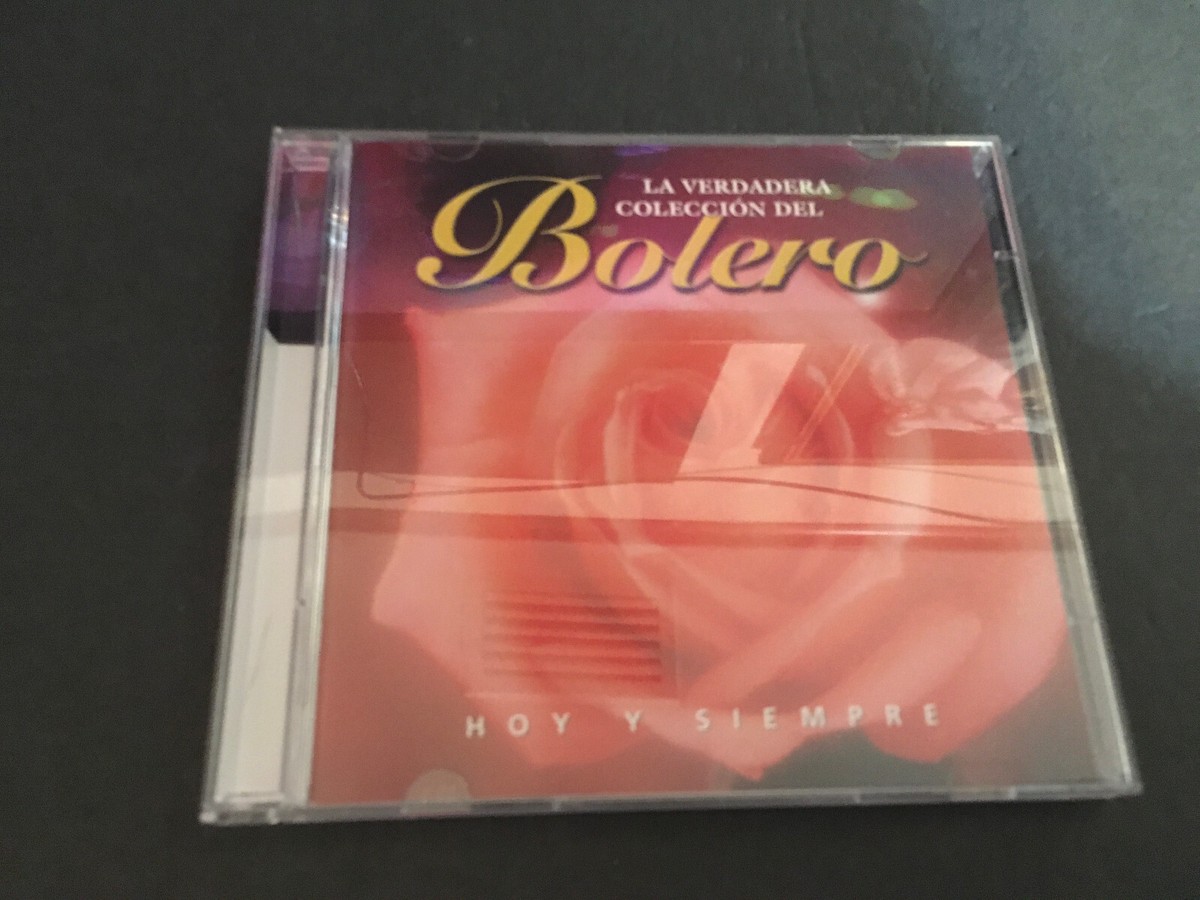 LA VERDADERA
COLECCIÓN DEL
Bolero
HOY Y SIEMPRE